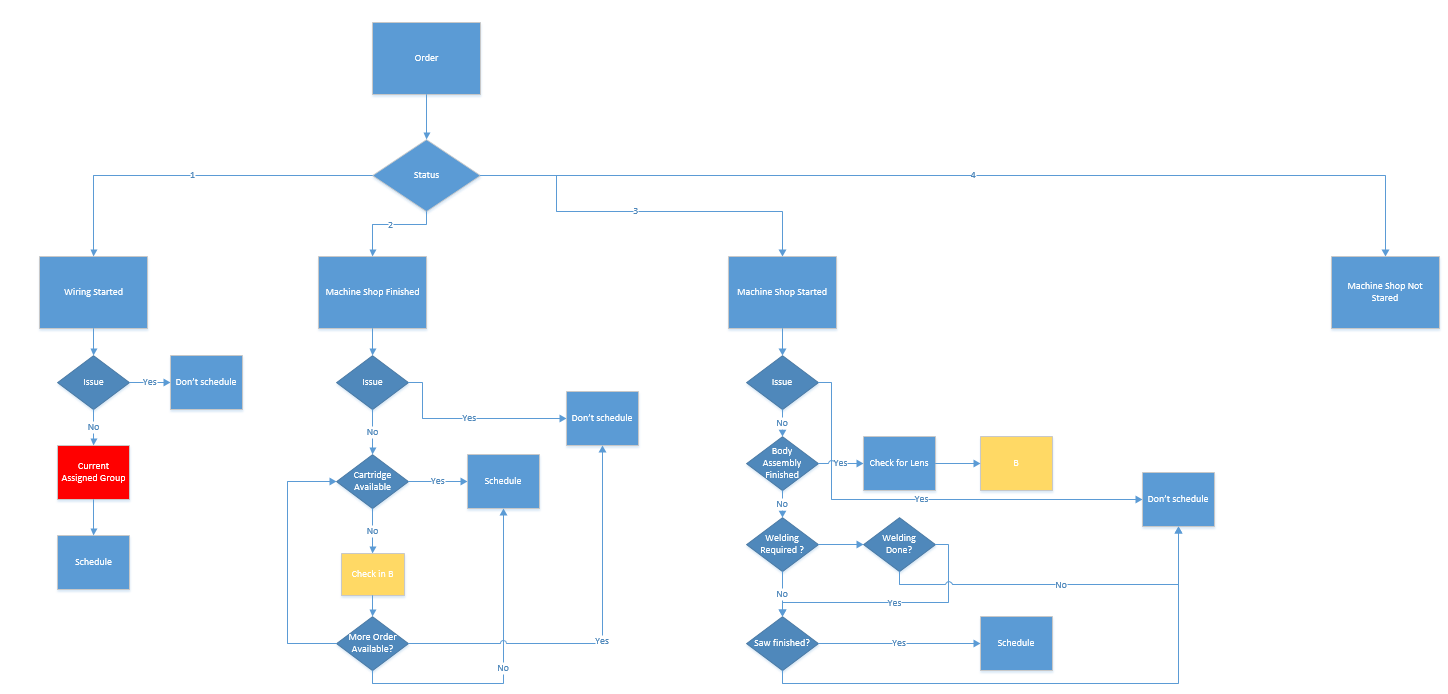 Order
Status
1
4
2
3
Wiring Started
Machine Shop Finished
Machine Shop Started
Machine Shop Not
Stared
Issue
Yes
Don't schedule
No
Current
Assigned Group
Schedule
Issue
Yes
Don't schedule
No
Cartridge
Available
Yes
Schedule
No
Check in B
More Order
Available?
Yes
No
Issue
No
Body
Assembly
Finished
Yes
Check for Lens
B
Yes
Don't schedule
No
Welding
Required ?
Welding
Done?
No
No
Yes
Saw finished?
Yes
Schedule